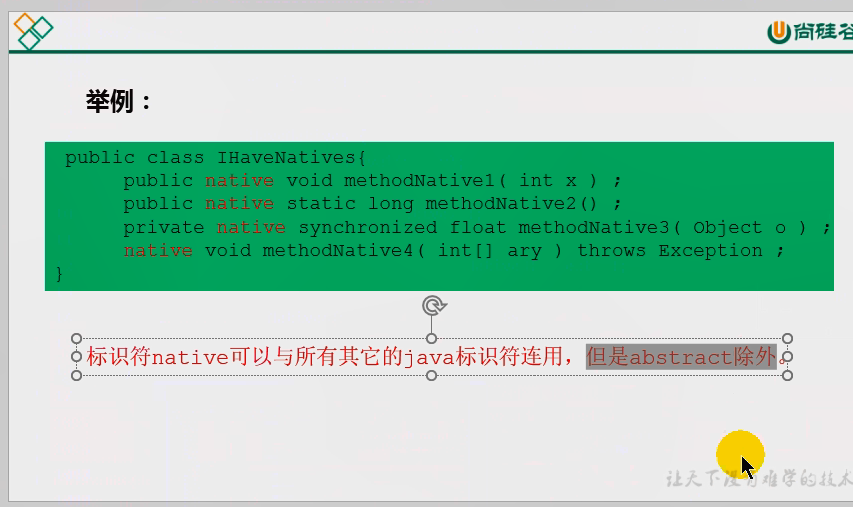 尚硅谷
举例：
public class IHaveNatives{
public native void methodNative1( int x ) ;
public native static long methodNative2() ;
private native synchronized float methodNative3( Object o ) ;
native void methodNative4( int[] ary ) throws Exception ;
}
标识符native可以与所有其它的java标识符连用，但是abstract除外。
让天下没有难学的技术